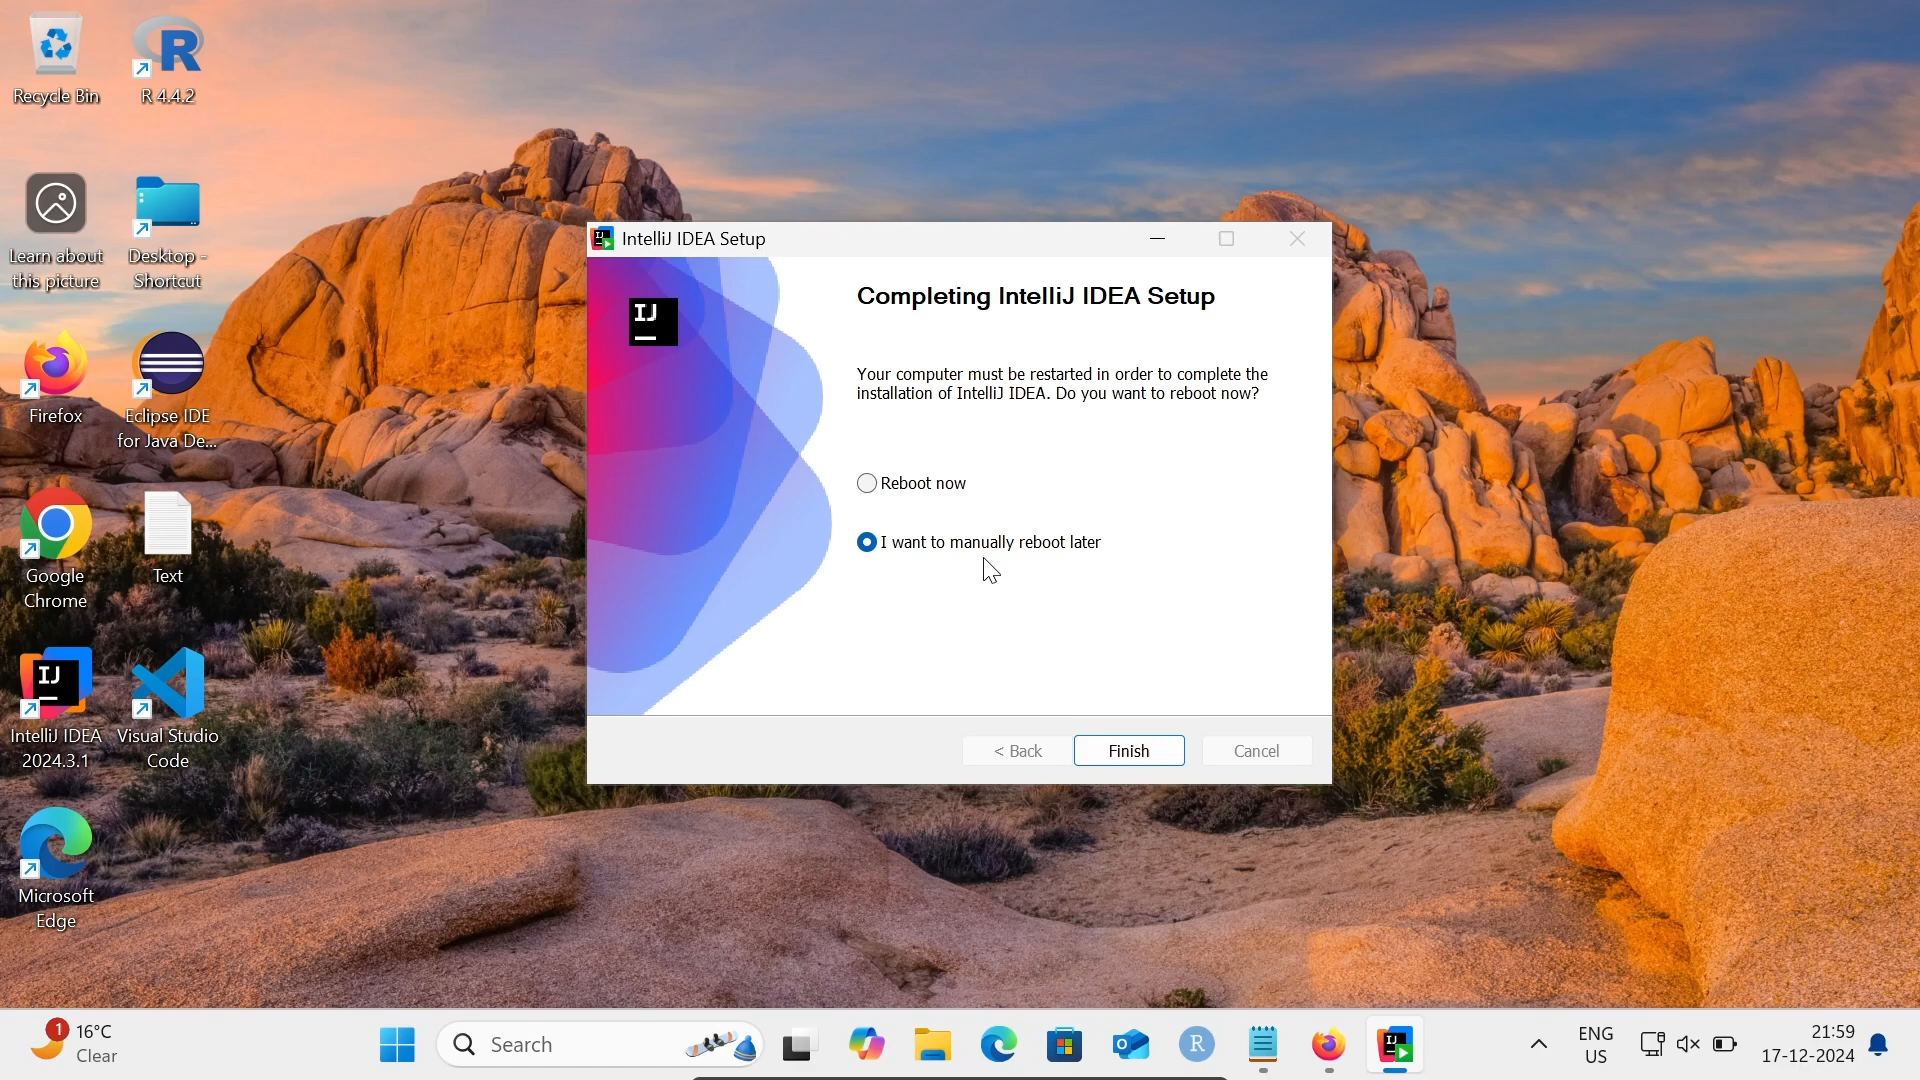 Recycle Bin
R 4.4.2
Learn about
this picture
Desktop -
Shortcut
Firefox
Eclipse IDE
for Java De...
Google
Chrome
Text
IJ
IntelliJ IDEA
2024.3.1
Visual Studio
Code
Microsoft
Edge
IntelliJ IDEA Setup
IJ
Completing IntelliJ IDEA Setup
Your computer must be restarted in order to complete the
installation of IntelliJ IDEA. Do you want to reboot now?
Reboot now
I want to manually reboot later
< Back
Finish
Cancel
1
16°C
Clear
Search
R
ENG
US
21:59
17-12-2024